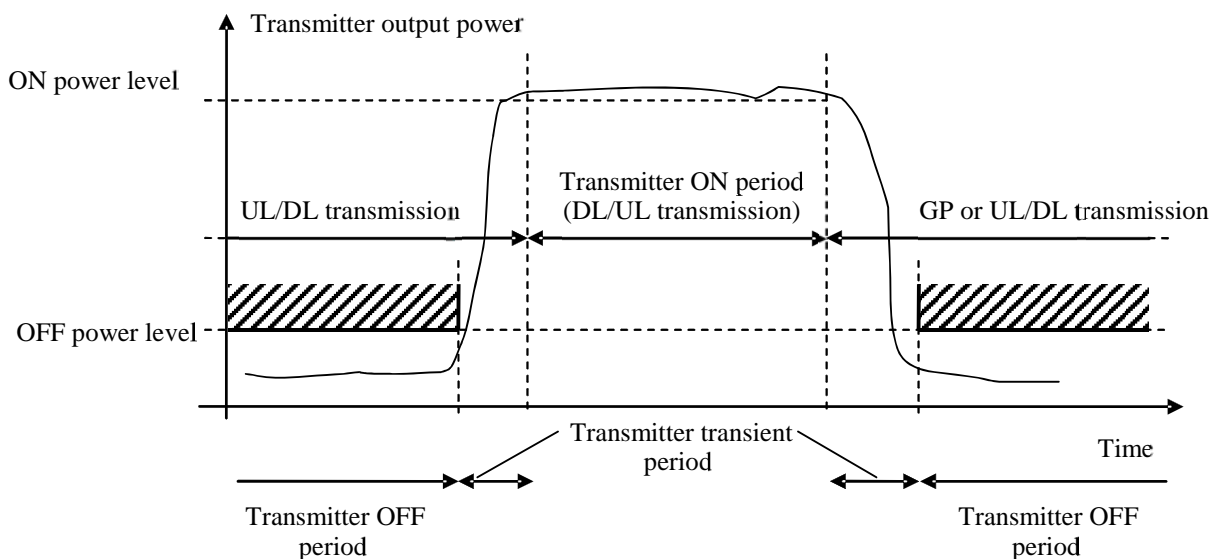 Transmitter output power
ON power level
Transmitter ON period
(DL/UL transmission)
UL/DL transmission
GP or UL/DL transmission
OFF power level
Transmitter transient
period
Time
Transmitter OFF
period
Transmitter OFF
period